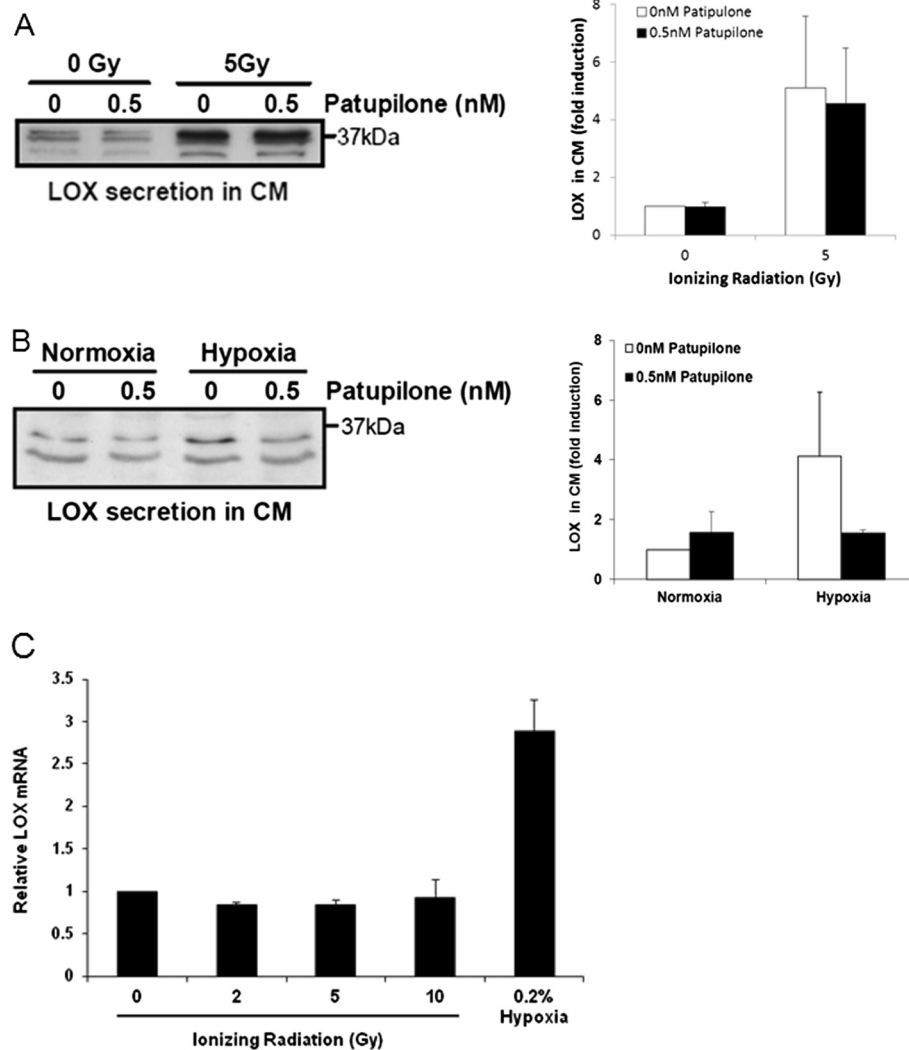 A
0 Gy 5Gy
0 0.5 0 0.5 Patupilone (nM)
37kDa
LOX secretion in CM
0nM Patipulone
0.5nM Patupilone
8
6
4
2
0
LOX in CM (fold induction)
0 5
Ionizing Radiation (Gy)
B
Normoxia Hypoxia
0 0.5 0 0.5 Patupilone (nM)
37kDa
LOX secretion in CM
0nM Patupilone
0.5nM Patupilone
8
6
4
2
0
LOX in CM (fold induction)
Normoxia Hypoxia
C
3.5
3
2.5
2
1.5
1
0.5
0
Relative LOX mRNA
0 2 5 10 0.2%
Hypoxia
Ionizing Radiation (Gy)